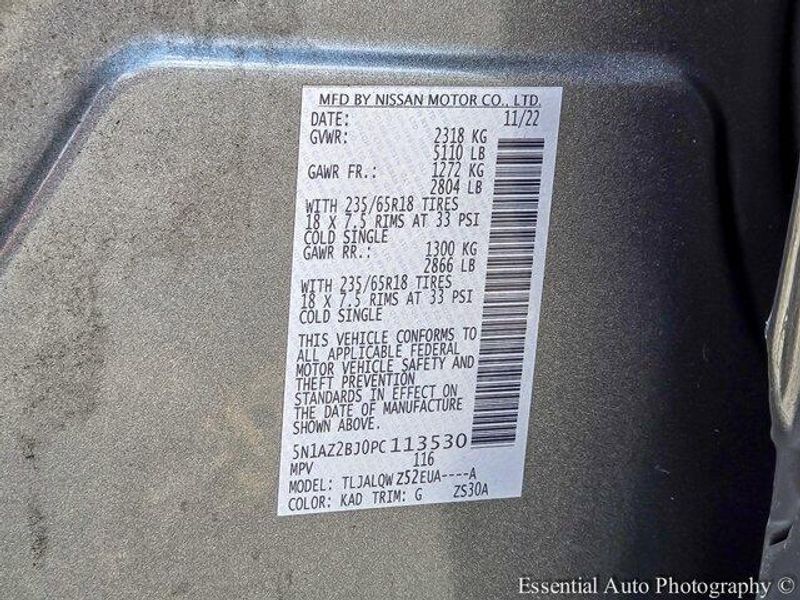 MFD BY NISSAN MOTOR CO., LTD.
DATE: 11/22
GVWR: 2318 KG
5110 LB
GAWR FR.: 1272 KG
2804 LB
WITH 235/65R18 TIRES
18 X 7.5 RIMS AT 33 PSI
COLD SINGLE
GAWR RR.: 1300 KG
2866 LB
WITH 235/65R18 TIRES
18 X 7.5 RIMS AT 33 PSI
COLD SINGLE
THIS VEHICLE CONFORMS TO
ALL APPLICABLE FEDERAL
MOTOR VEHICLE SAFETY AND
THEFT PREVENTION
STANDARDS IN EFFECT ON
THE DATE OF MANUFACTURE
SHOWN ABOVE.
5N1AZ2BJ0PC113530
MPV 116
MODEL: TLJALQWZ52EUA----A
COLOR: KAD TRIM: G ZS30A
Essential Auto Photography ©